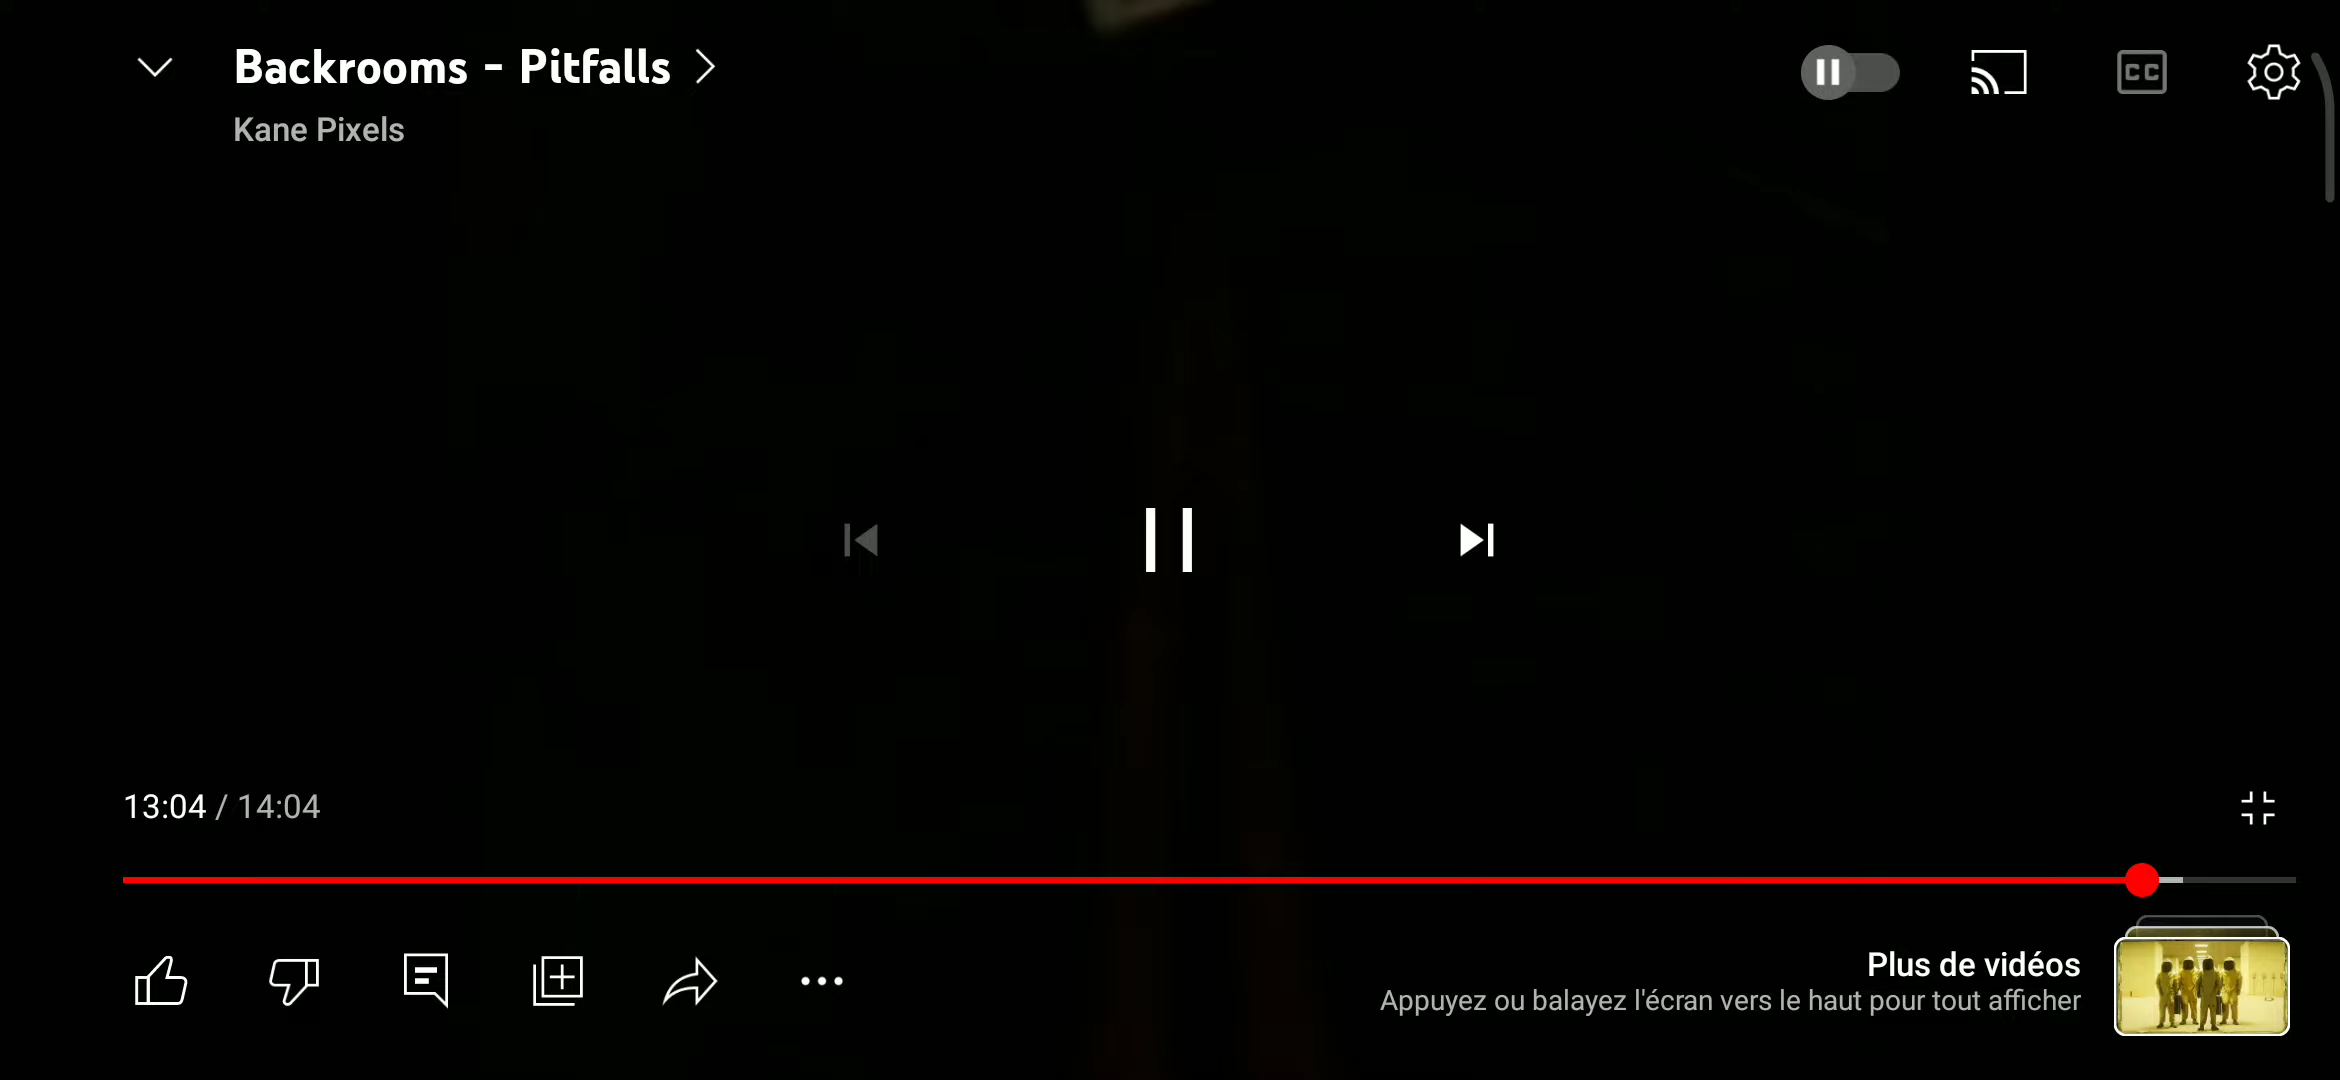 Backrooms - Pitfalls
Kane Pixels
CC
13:04 / 14:04
Plus de vidéos
Appuyez ou balayez l'écran vers le haut pour tout afficher